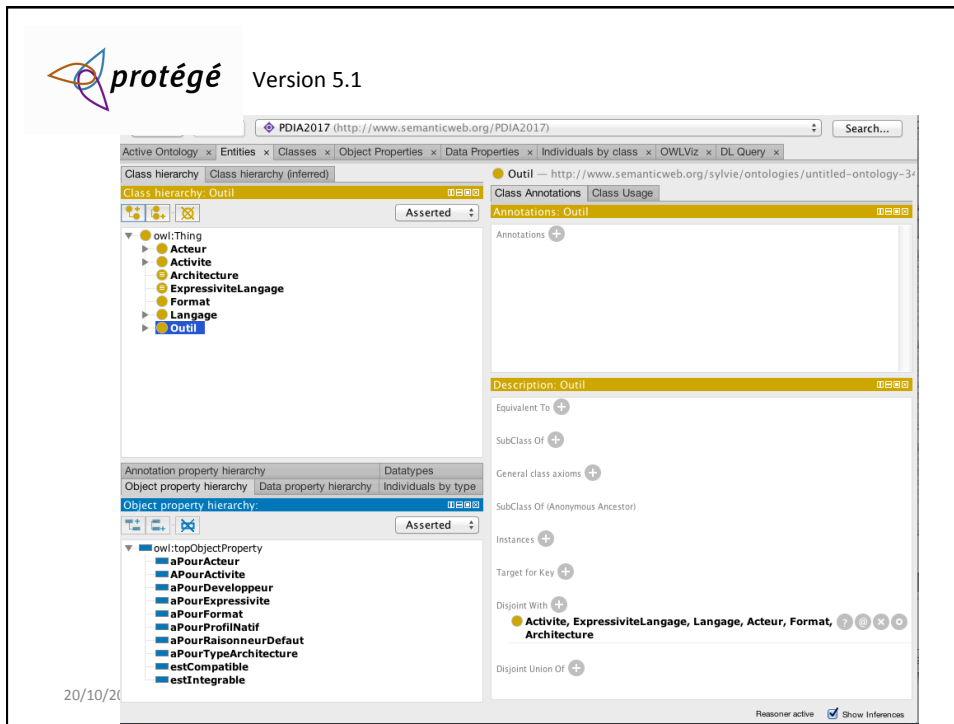 protégé Version 5.1
PDIA2017 (http://www.semanticweb.org/PDIA2017)
Search...
Active Ontology × Entities × Classes × Object Properties × Data Properties × Individuals by class × OWLViz × DL Query ×
Class hierarchy Class hierarchy (inferred)
Class hierarchy: Outil
Asserted
owl:Thing
Acteur
Activite
Architecture
ExpressiviteLangage
Format
Langage
Outil
Annotation property hierarchy Datatypes
Object property hierarchy Data property hierarchy Individuals by type
Object property hierarchy:
Asserted
owl:topObjectProperty
aPourActeur
APourActivite
aPourDeveloppeur
aPourExpressivite
aPourFormat
aPourProfilNatif
aPourRaisonneurDefaut
aPourTypeArchitecture
estCompatible
estIntegrable
Outil — http://www.semanticweb.org/sylvie/ontologies/untitled-ontology-34
Class Annotations Class Usage
Annotations: Outil
Annotations
Description: Outil
Equivalent To
SubClass Of
General class axioms
SubClass Of (Anonymous Ancestor)
Instances
Target for Key
Disjoint With
Activite, ExpressiviteLangage, Langage, Acteur, Format,
Architecture
Disjoint Union Of
20/10/20
Reasoner active Show Inferences